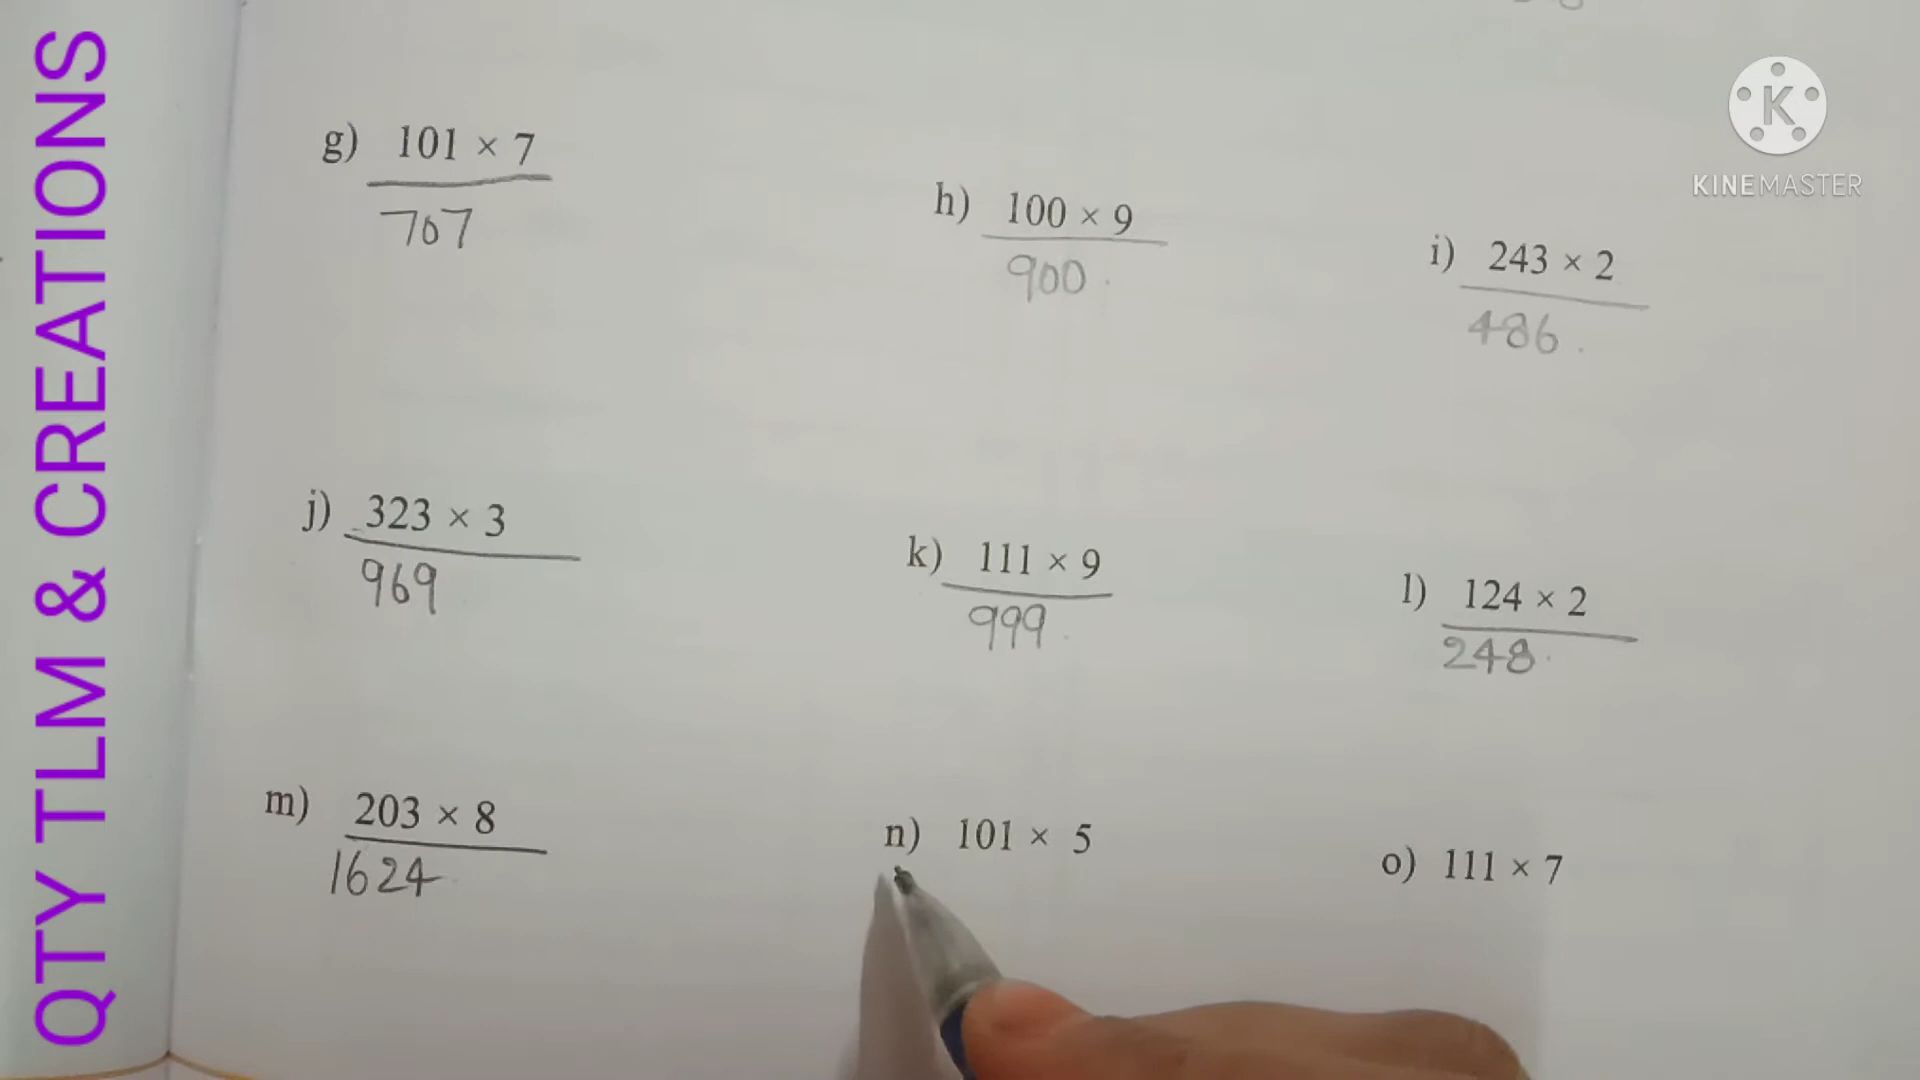 QTY TLM & CREATIONS
K
KINEMASTER
g) 101 × 7
707
h) 100 × 9
900
i) 243 × 2
486
j) 323 × 3
969
k) 111 × 9
999
l) 124 × 2
248
m) 203 × 8
1624
n) 101 × 5
o) 111 × 7